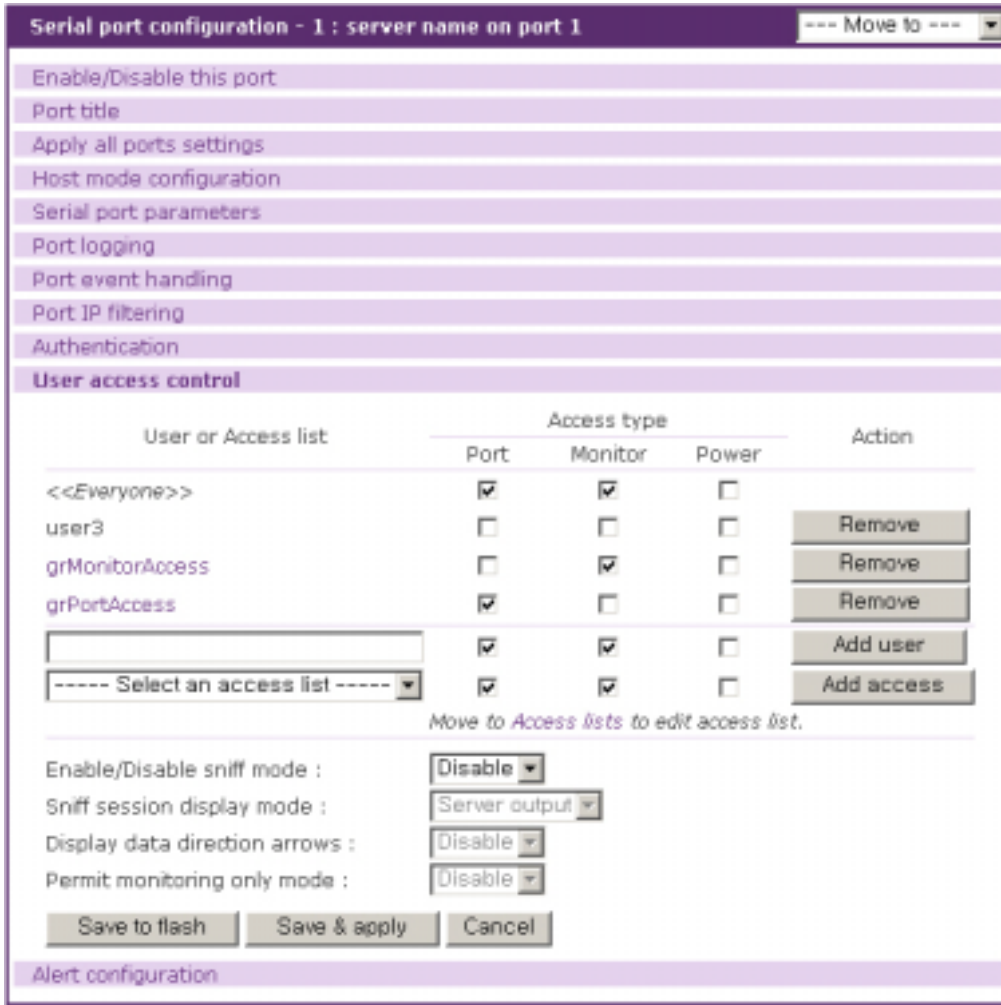 Serial port configuration - 1 : server name on port 1 --- Move to ---
Enable/Disable this port
Port title
Apply all ports settings
Host mode configuration
Serial port parameters
Port logging
Port event handling
Port IP filtering
Authentication
User access control
User or Access list Access type Action
Port Monitor Power
<<Everyone>>
user3 Remove
grMonitorAccess Remove
grPortAccess Remove
Add user
----- Select an access list ----- Add access
Move to Access lists to edit access list.
Enable/Disable sniff mode : Disable
Sniff session display mode : Server output
Display data direction arrows : Disable
Permit monitoring only mode : Disable
Save to flash Save & apply Cancel
Alert configuration